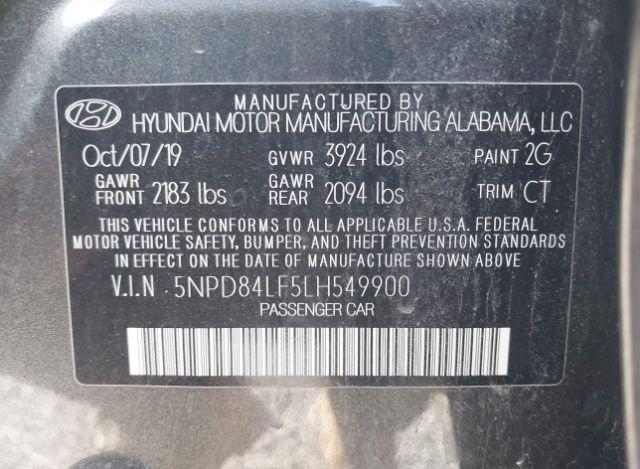 MANUFACTURED BY
HYUNDAI MOTOR MANUFACTURING ALABAMA, LLC
Oct/07/19 GVWR 3924 lbs PAINT 2G
GAWR FRONT 2183 lbs GAWR REAR 2094 lbs TRIM CT
THIS VEHICLE CONFORMS TO ALL APPLICABLE U.S.A. FEDERAL
MOTOR VEHICLE SAFETY, BUMPER, AND THEFT PREVENTION STANDARDS
IN EFFECT ON THE DATE OF MANUFACTURE SHOWN ABOVE
V.I.N 5NPD84LF5LH549900
PASSENGER CAR